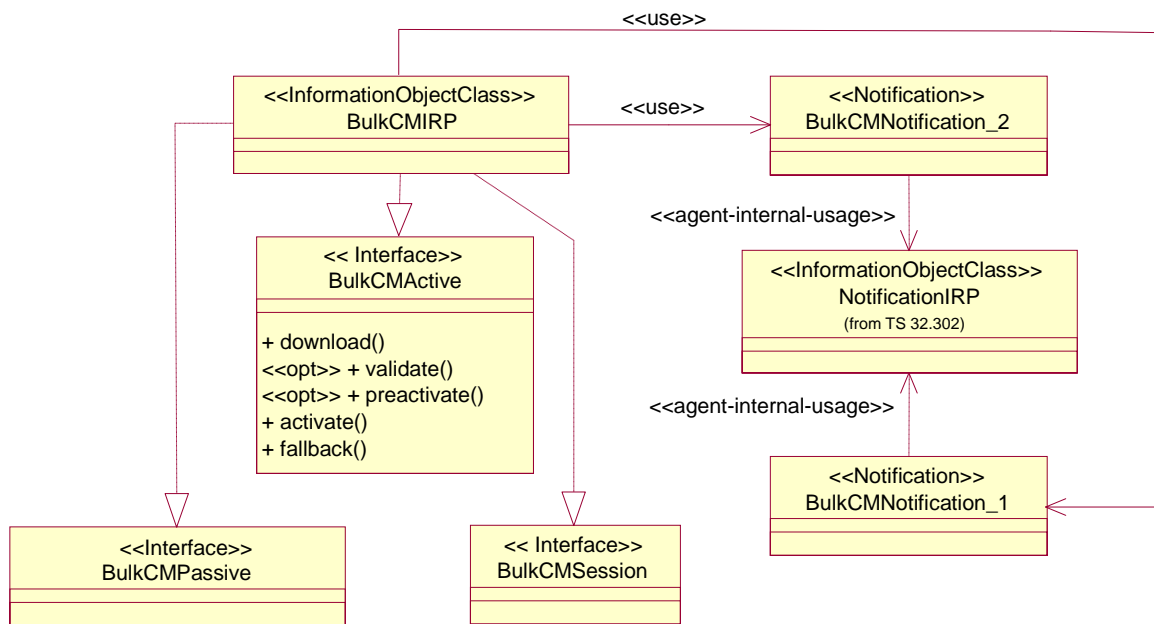 <<use>>
<<InformationObjectClass>>
BulkCMIRP
<<use>>
<<Notification>>
BulkCMNotification_2
<<agent-internal-usage>>
<< Interface>>
BulkCMActive
+ download()
<<opt>> + validate()
<<opt>> + preactivate()
+ activate()
+ fallback()
<<InformationObjectClass>>
NotificationIRP
(from TS 32.302)
<<agent-internal-usage>>
<<Notification>>
BulkCMNotification_1
<<Interface>>
BulkCMPassive
<< Interface>>
BulkCMSession